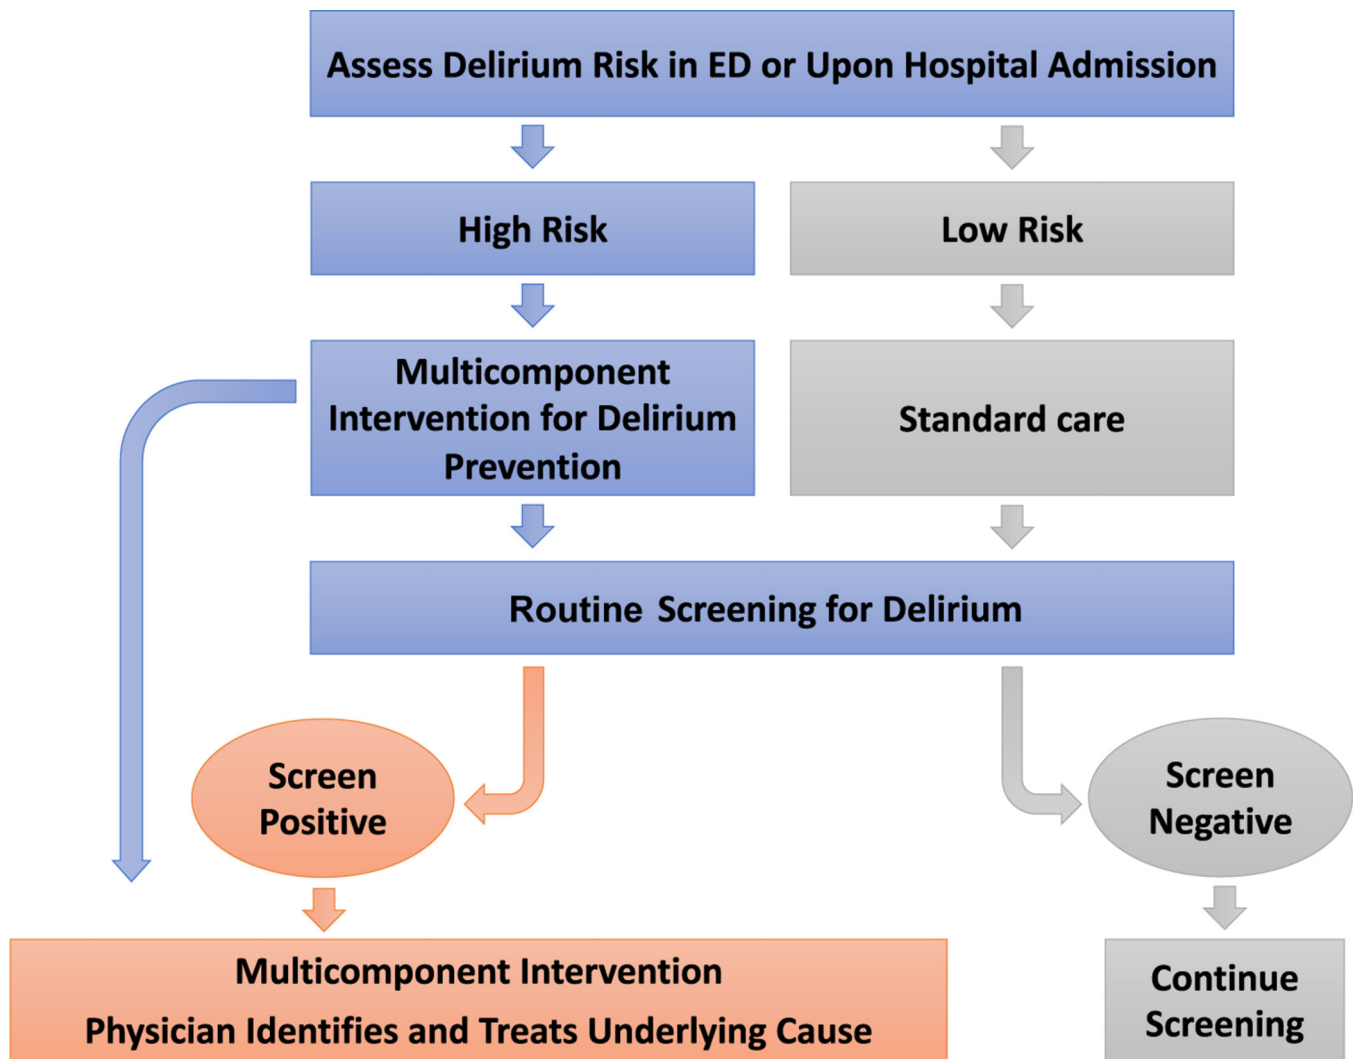 Assess Delirium Risk in ED or Upon Hospital Admission
High Risk
Low Risk
Multicomponent
Intervention for Delirium
Prevention
Standard care
Routine Screening for Delirium
Screen
Positive
Screen
Negative
Multicomponent Intervention
Physician Identifies and Treats Underlying Cause
Continue
Screening